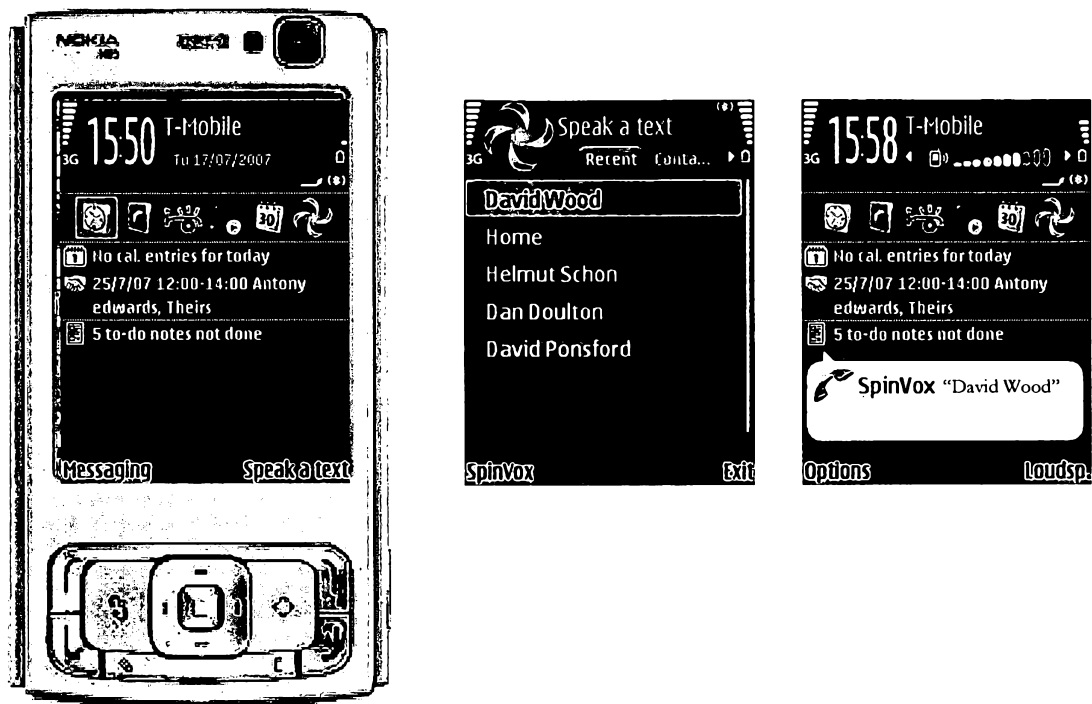 NOKIA
N95
15:50 T-Mobile
3G
Tu 17/07/2007
30
1 No cal. entries for today
25/7/07 12:00-14:00 Antony
edwards, Theirs
5 to-do notes not done
Messaging
Speak a text
Speak a text
3G
Recent Conta...
David Wood
Home
Helmut Schon
Dan Doulton
David Ponsford
SpinVox
Exit
15:58 T-Mobile
3G
30
1 No cal. entries for today
25/7/07 12:00-14:00 Antony
edwards, Theirs
5 to-do notes not done
SpinVox "David Wood"
Options
Loudsp.
C